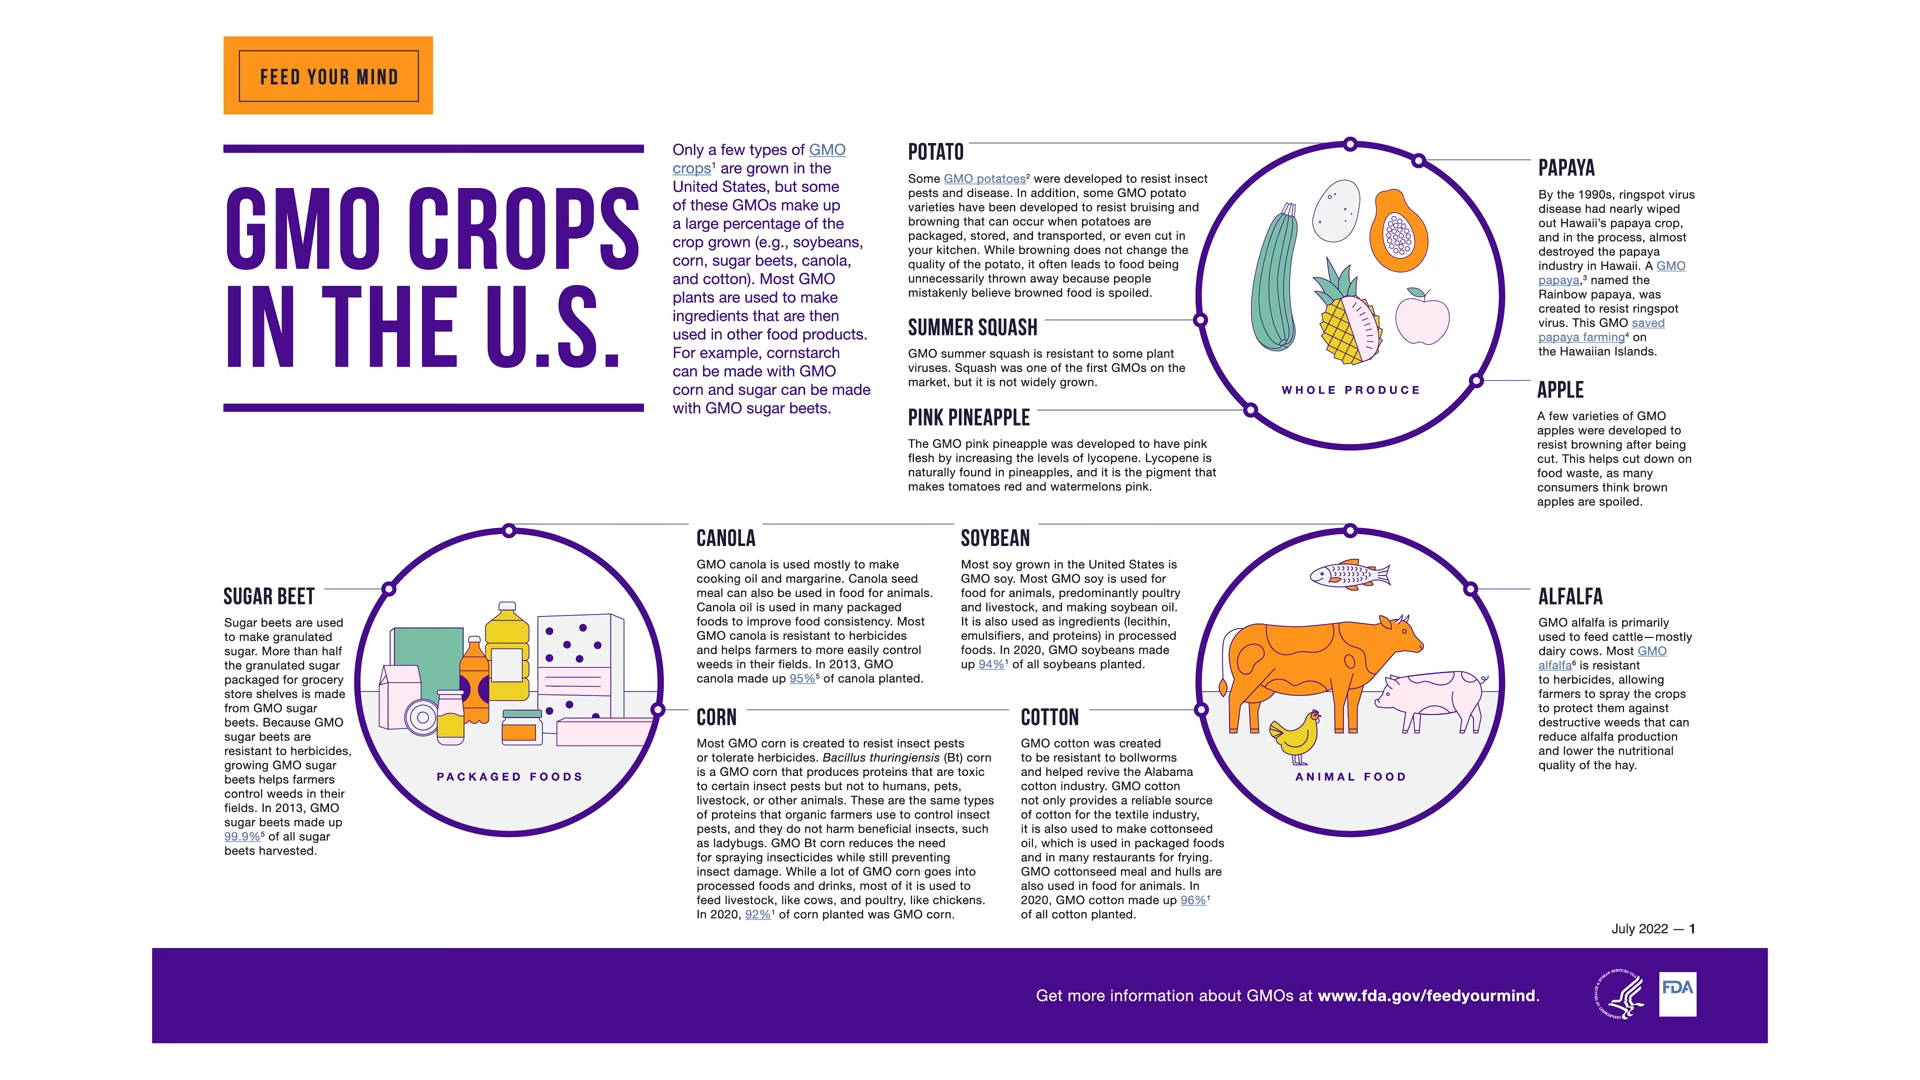 FEED YOUR MIND
GMO CROPS
IN THE U.S.
Only a few types of GMO
crops¹ are grown in the
United States, but some
of these GMOs make up
a large percentage of the
crop grown (e.g., soybeans,
corn, sugar beets, canola,
and cotton). Most GMO
plants are used to make
ingredients that are then
used in other food products.
For example, cornstarch
can be made with GMO
corn and sugar can be made
with GMO sugar beets.
POTATO
Some GMO potatoes² were developed to resist insect
pests and disease. In addition, some GMO potato
varieties have been developed to resist bruising and
browning that can occur when potatoes are
packaged, stored, and transported, or even cut in
your kitchen. While browning does not change the
quality of the potato, it often leads to food being
unnecessarily thrown away because people
mistakenly believe browned food is spoiled.
SUMMER SQUASH
GMO summer squash is resistant to some plant
viruses. Squash was one of the first GMOs on the
market, but it is not widely grown.
PINK PINEAPPLE
The GMO pink pineapple was developed to have pink
flesh by increasing the levels of lycopene. Lycopene is
naturally found in pineapples, and it is the pigment that
makes tomatoes red and watermelons pink.
WHOLE PRODUCE
PAPAYA
By the 1990s, ringspot virus
disease had nearly wiped
out Hawaii's papaya crop,
and in the process, almost
destroyed the papaya
industry in Hawaii. A GMO
papaya,³ named the
Rainbow papaya, was
created to resist ringspot
virus. This GMO saved
papaya farming⁴ on
the Hawaiian Islands.
APPLE
A few varieties of GMO
apples were developed to
resist browning after being
cut. This helps cut down on
food waste, as many
consumers think brown
apples are spoiled.
SUGAR BEET
Sugar beets are used
to make granulated
sugar. More than half
the granulated sugar
packaged for grocery
store shelves is made
from GMO sugar
beets. Because GMO
sugar beets are
resistant to herbicides,
growing GMO sugar
beets helps farmers
control weeds in their
fields. In 2013, GMO
sugar beets made up
99.9%⁵ of all sugar
beets harvested.
PACKAGED FOODS
CANOLA
GMO canola is used mostly to make
cooking oil and margarine. Canola seed
meal can also be used in food for animals.
Canola oil is used in many packaged
foods to improve food consistency. Most
GMO canola is resistant to herbicides
and helps farmers to more easily control
weeds in their fields. In 2013, GMO
canola made up 95%⁵ of canola planted.
CORN
Most GMO corn is created to resist insect pests
or tolerate herbicides. Bacillus thuringiensis (Bt) corn
is a GMO corn that produces proteins that are toxic
to certain insect pests but not to humans, pets,
livestock, or other animals. These are the same types
of proteins that organic farmers use to control insect
pests, and they do not harm beneficial insects, such
as ladybugs. GMO Bt corn reduces the need
for spraying insecticides while still preventing
insect damage. While a lot of GMO corn goes into
processed foods and drinks, most of it is used to
feed livestock, like cows, and poultry, like chickens.
In 2020, 92%¹ of corn planted was GMO corn.
SOYBEAN
Most soy grown in the United States is
GMO soy. Most GMO soy is used for
food for animals, predominantly poultry
and livestock, and making soybean oil.
It is also used as ingredients (lecithin,
emulsifiers, and proteins) in processed
foods. In 2020, GMO soybeans made
up 94%¹ of all soybeans planted.
COTTON
GMO cotton was created
to be resistant to bollworms
and helped revive the Alabama
cotton industry. GMO cotton
not only provides a reliable source
of cotton for the textile industry,
it is also used to make cottonseed
oil, which is used in packaged foods
and in many restaurants for frying.
GMO cottonseed meal and hulls are
also used in food for animals. In
2020, GMO cotton made up 96%¹
of all cotton planted.
ANIMAL FOOD
ALFALFA
GMO alfalfa is primarily
used to feed cattle—mostly
dairy cows. Most GMO
alfalfa⁶ is resistant
to herbicides, allowing
farmers to spray the crops
to protect them against
destructive weeds that can
reduce alfalfa production
and lower the nutritional
quality of the hay.
July 2022 — 1
Get more information about GMOs at www.fda.gov/feedyourmind.
FDA